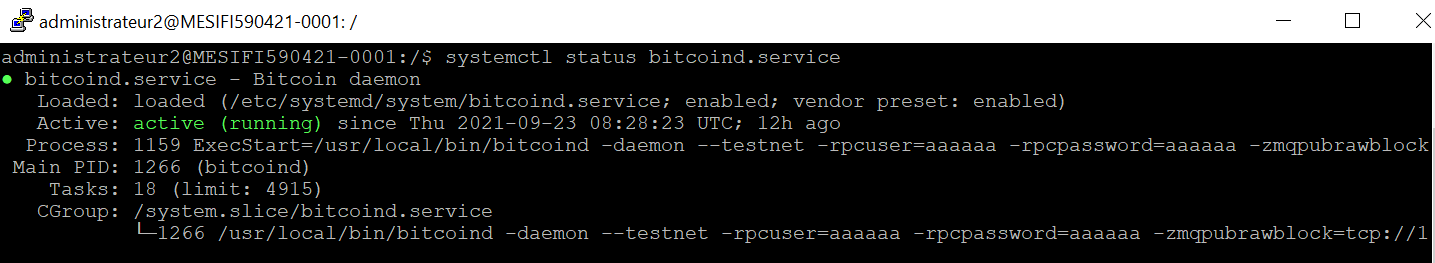 administrateur2@MESIFI590421-0001: /
administrateur2@MESIFI590421-0001:/$ systemctl status bitcoind.service
● bitcoind.service - Bitcoin daemon
   Loaded: loaded (/etc/systemd/system/bitcoind.service; enabled; vendor preset: enabled)
   Active: active (running) since Thu 2021-09-23 08:28:23 UTC; 12h ago
  Process: 1159 ExecStart=/usr/local/bin/bitcoind -daemon --testnet -rpcuser=aaaaaa -rpcpassword=aaaaaa -zmqpubrawblock
 Main PID: 1266 (bitcoind)
    Tasks: 18 (limit: 4915)
   CGroup: /system.slice/bitcoind.service
           └─1266 /usr/local/bin/bitcoind -daemon --testnet -rpcuser=aaaaaa -rpcpassword=aaaaaa -zmqpubrawblock=tcp://1